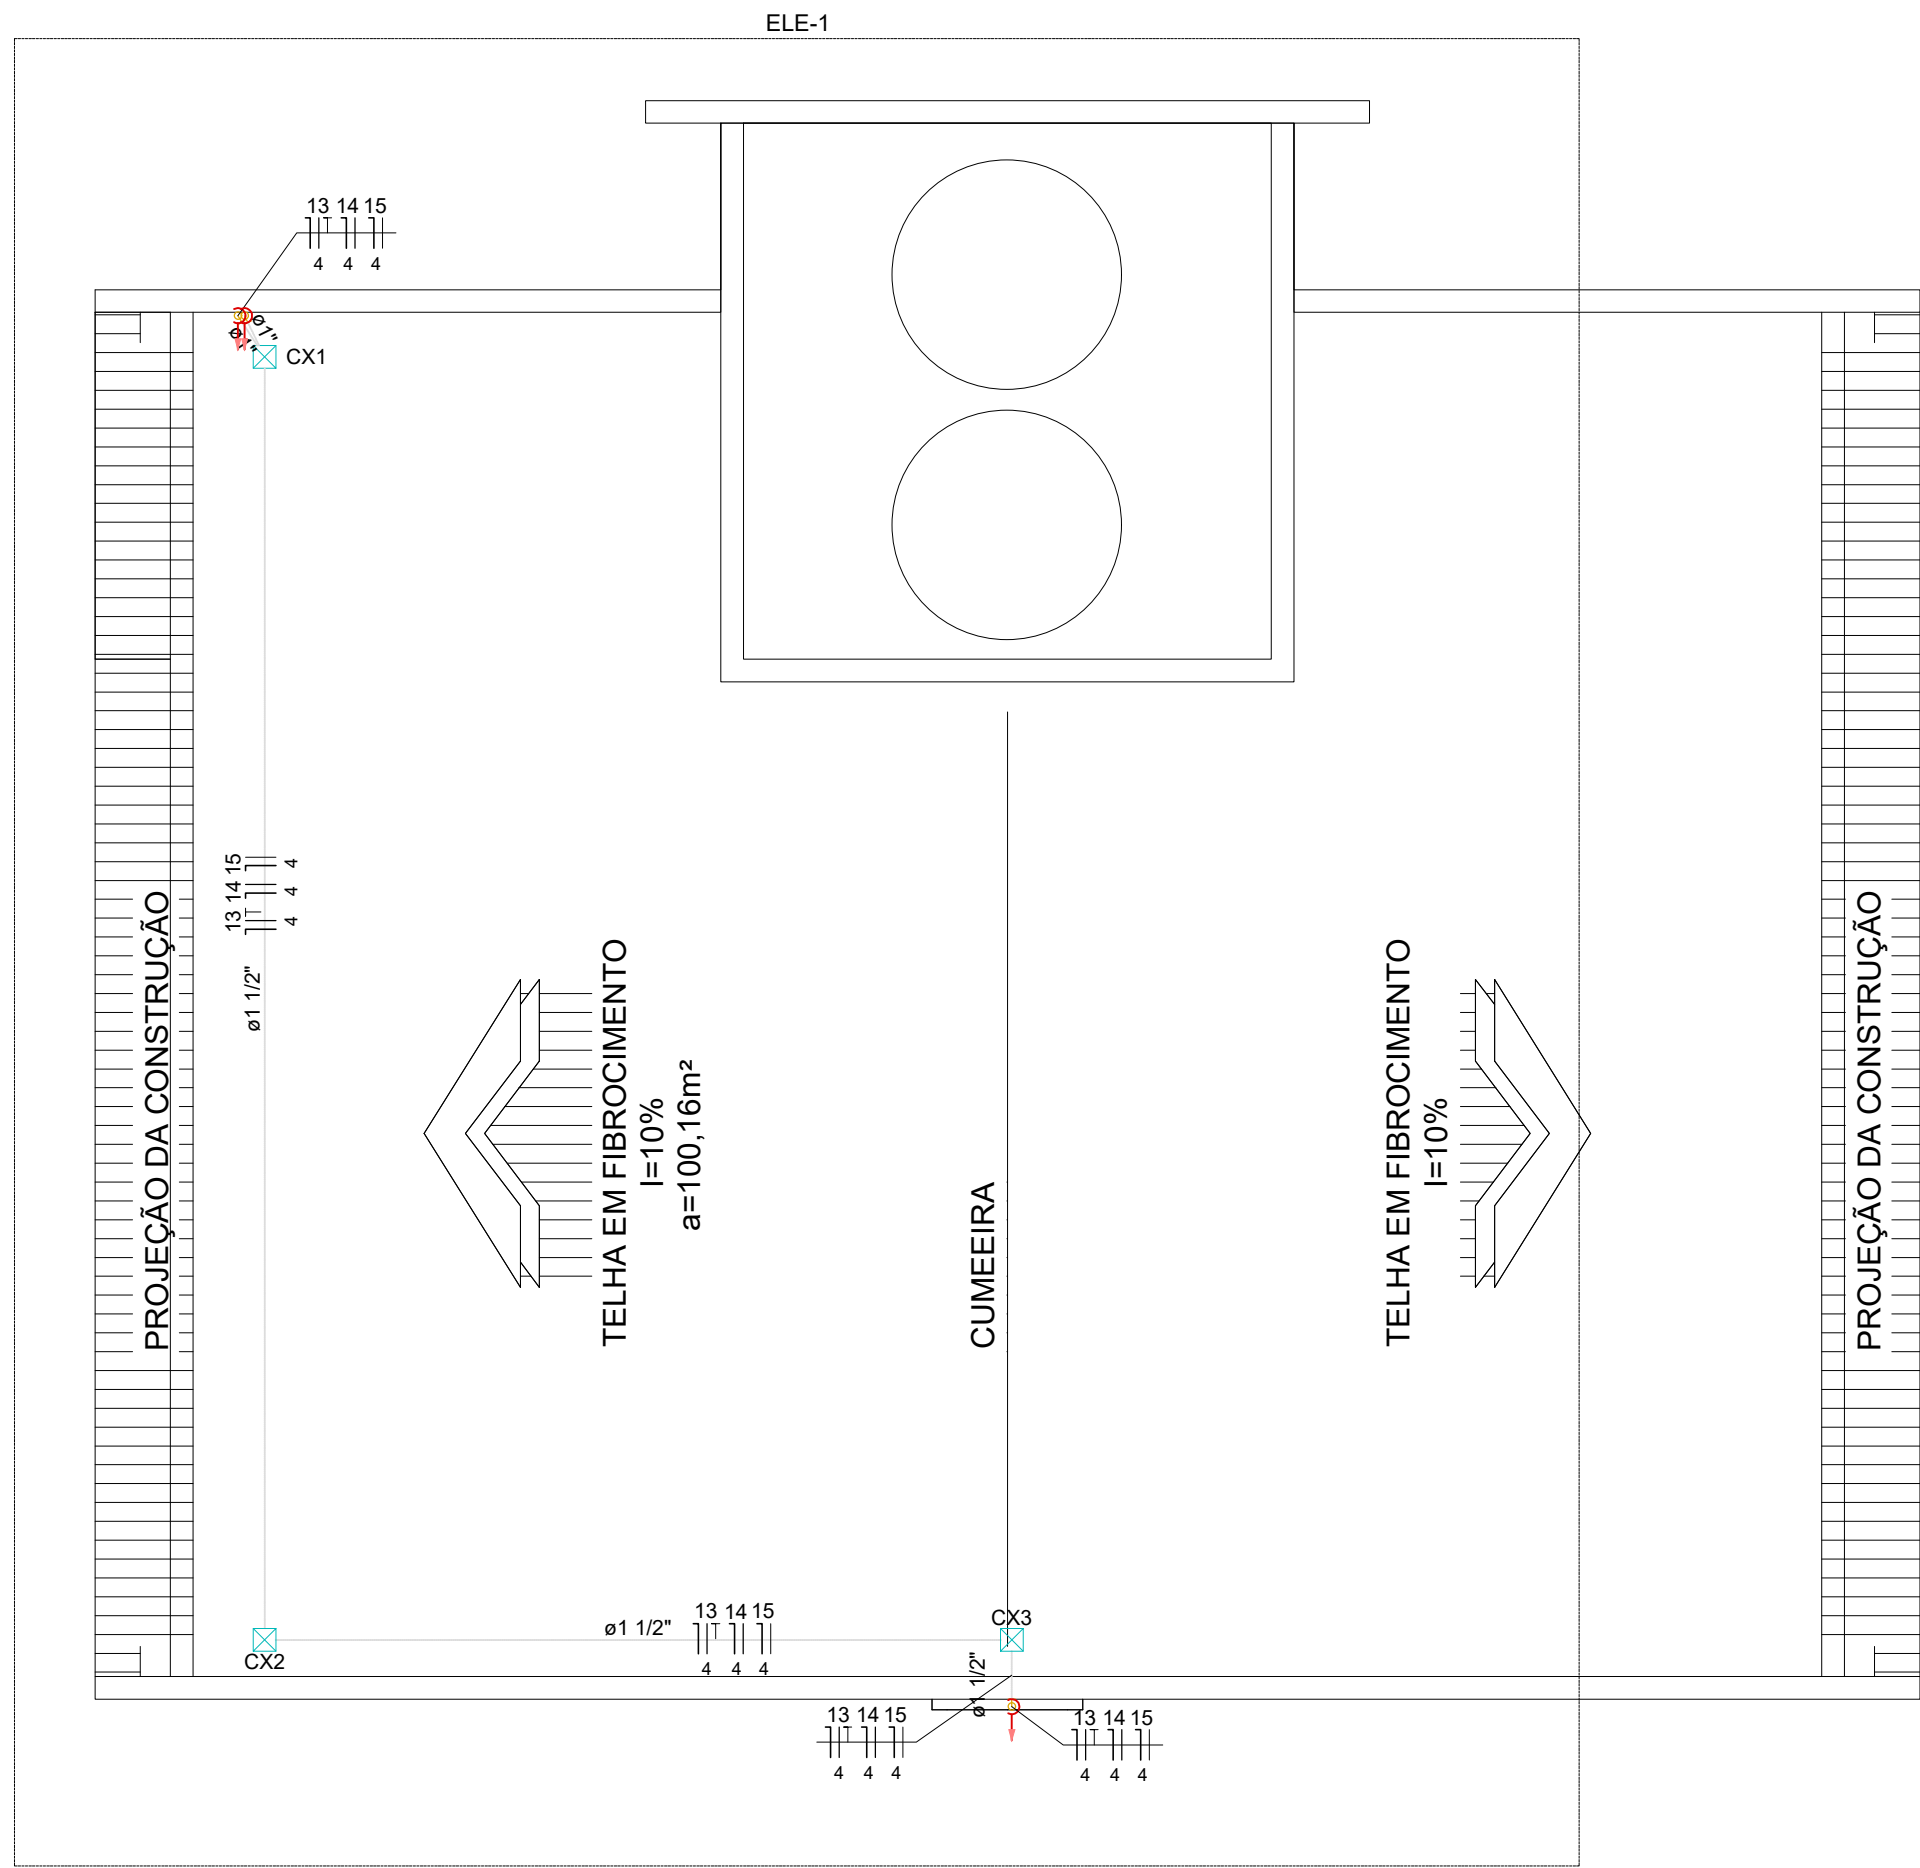 ELE-1
13 14 15
4 4 4
ø1"
ø1"
CX1
13 14 15
4 4 4
ø1 1/2"
PROJEÇÃO DA CONSTRUÇÃO
TELHA EM FIBROCIMENTO
I=10%
a=100,16m²
CUMEEIRA
TELHA EM FIBROCIMENTO
I=10%
PROJEÇÃO DA CONSTRUÇÃO
CX2
ø1 1/2"
13 14 15
4 4 4
CX3
ø1 1/2"
13 14 15
4 4 4
13 14 15
4 4 4